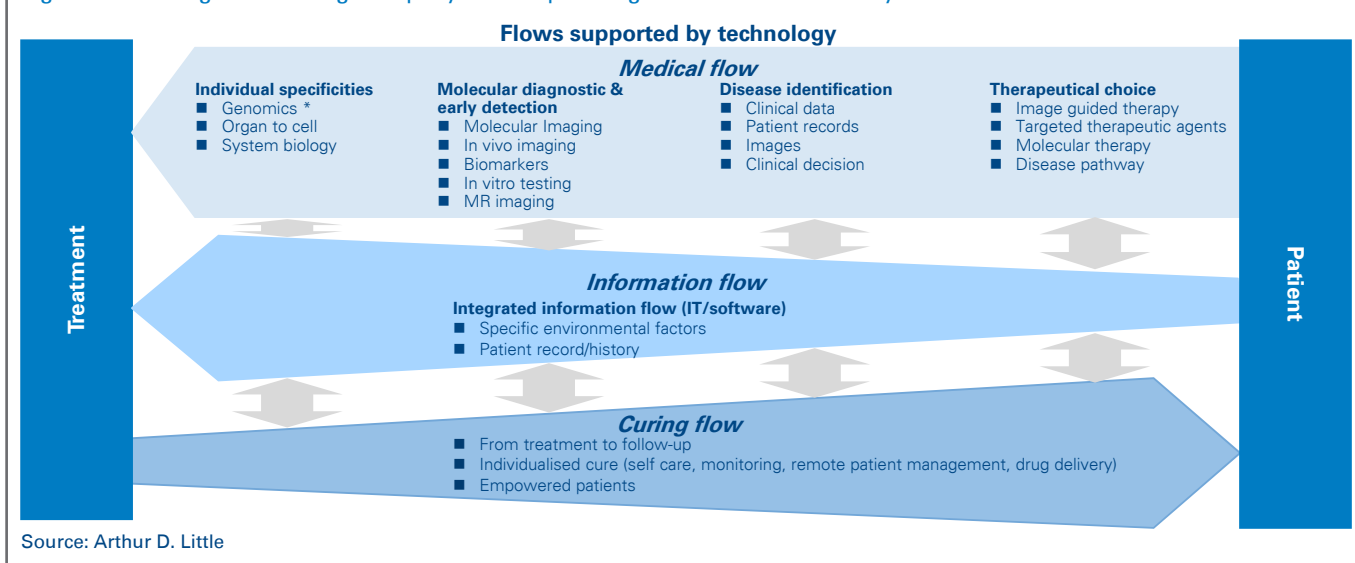 Flows supported by technology
Medical flow
Individual specificities
■ Genomics *
■ Organ to cell
■ System biology
Molecular diagnostic &
early detection
■ Molecular Imaging
■ In vivo imaging
■ Biomarkers
■ In vitro testing
■ MR imaging
Disease identification
■ Clinical data
■ Patient records
■ Images
■ Clinical decision
Therapeutical choice
■ Image guided therapy
■ Targeted therapeutic agents
■ Molecular therapy
■ Disease pathway
Treatment
Patient
Information flow
Integrated information flow (IT/software)
■ Specific environmental factors
■ Patient record/history
Curing flow
■ From treatment to follow-up
■ Individualised cure (self care, monitoring, remote patient management, drug delivery)
■ Empowered patients
Source: Arthur D. Little